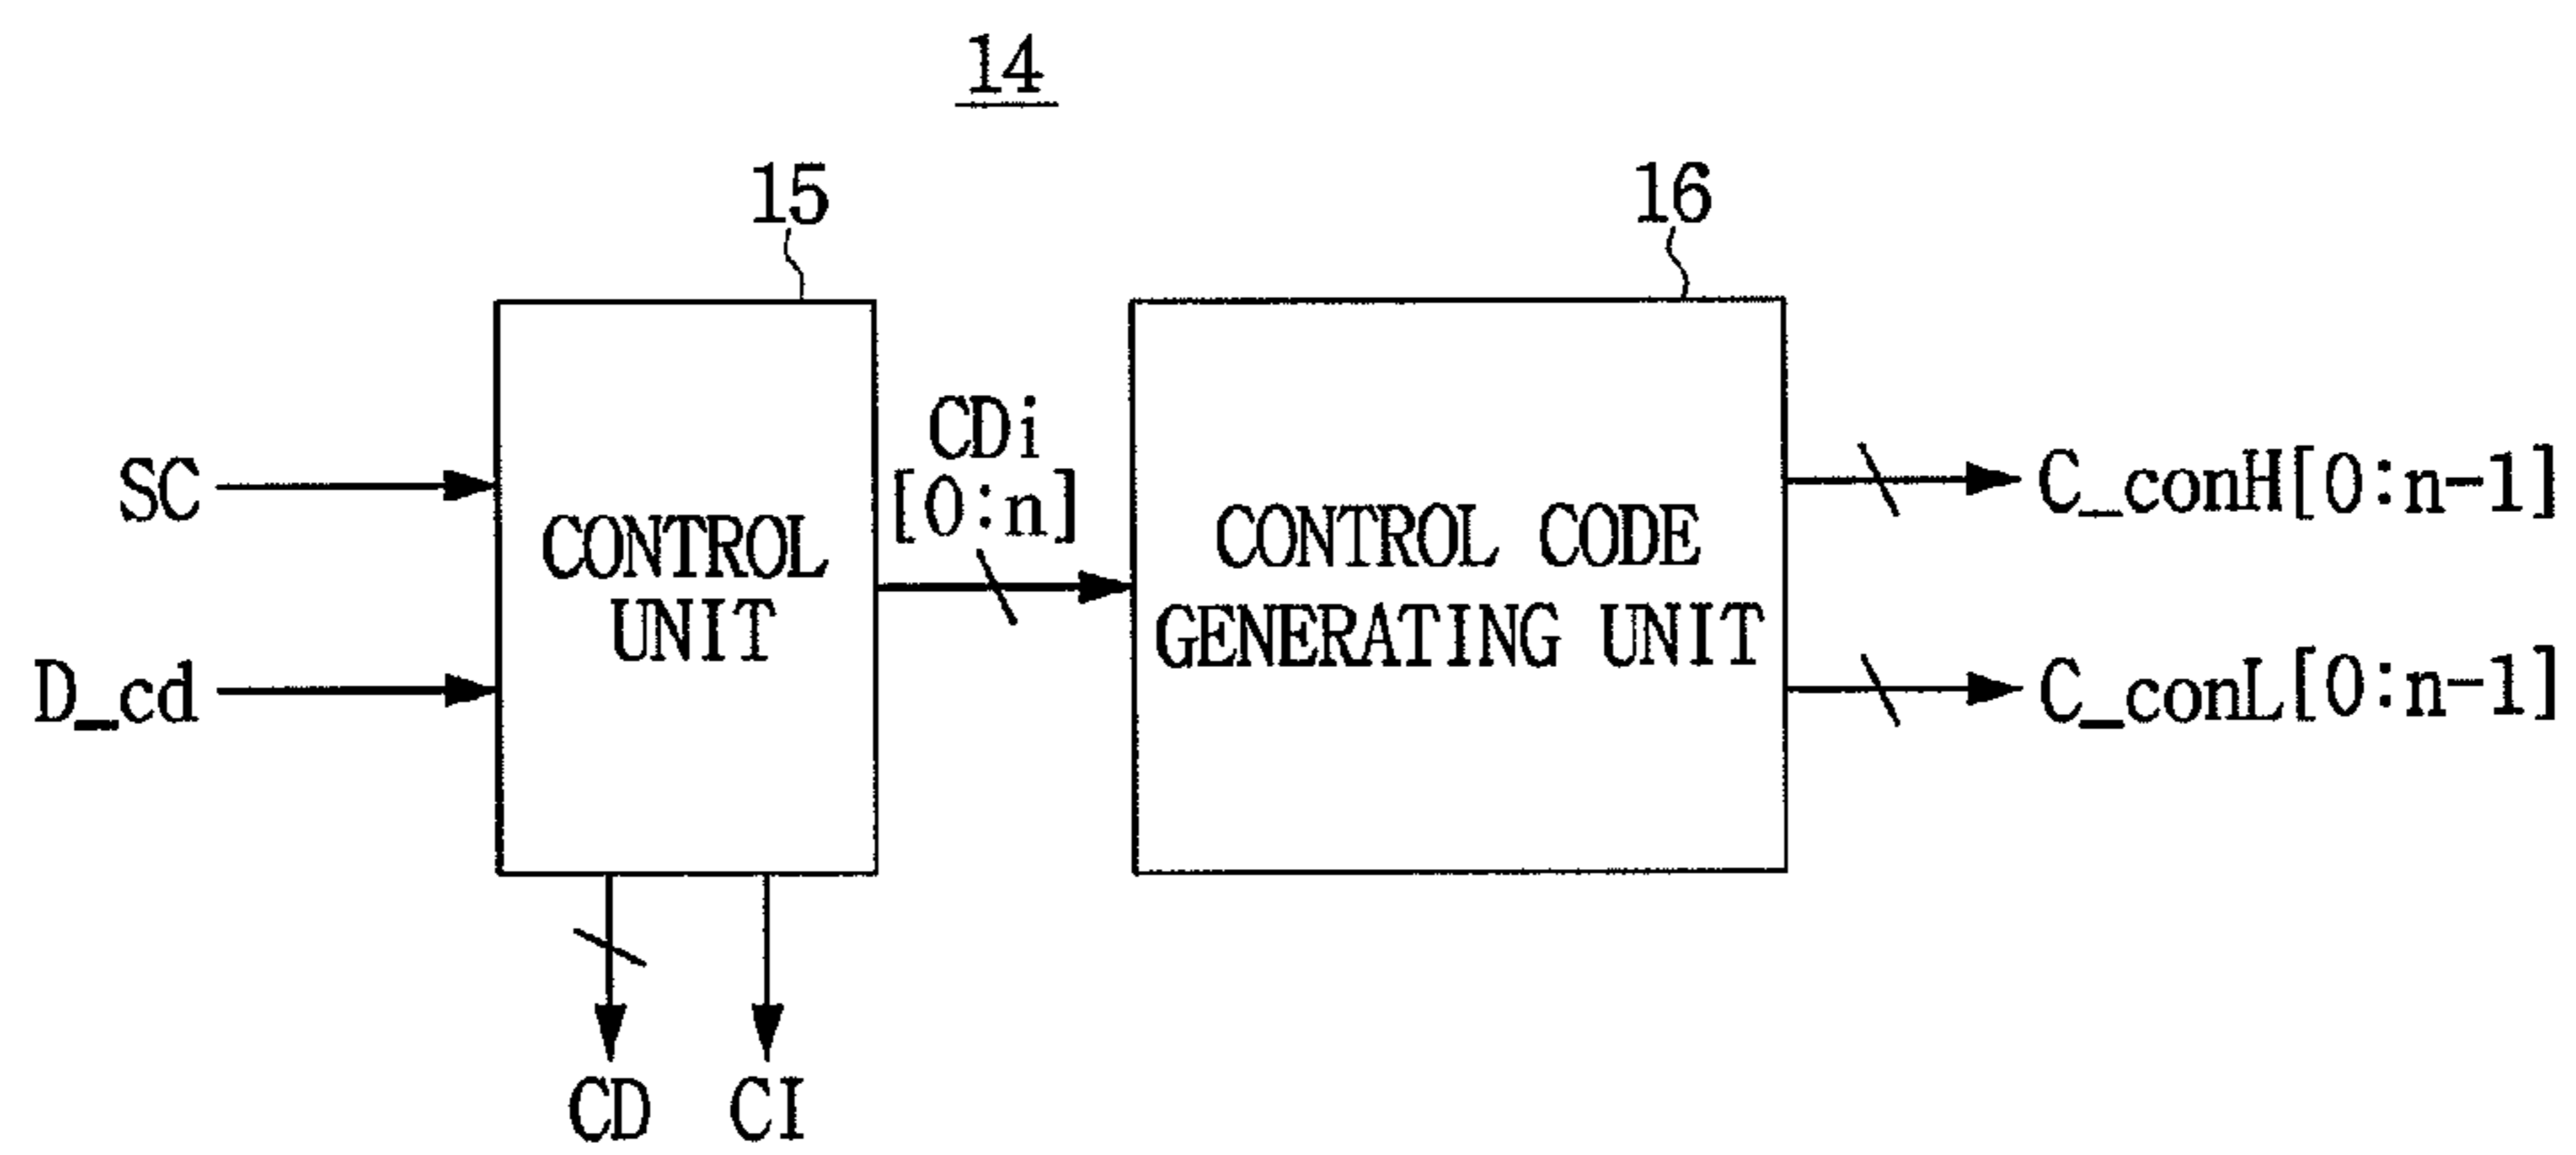 14
15
16
SC
D_cd
CONTROL
UNIT
CDi
[0:n]
CONTROL CODE
GENERATING UNIT
C_conH[0:n-1]
C_conL[0:n-1]
CD
CI